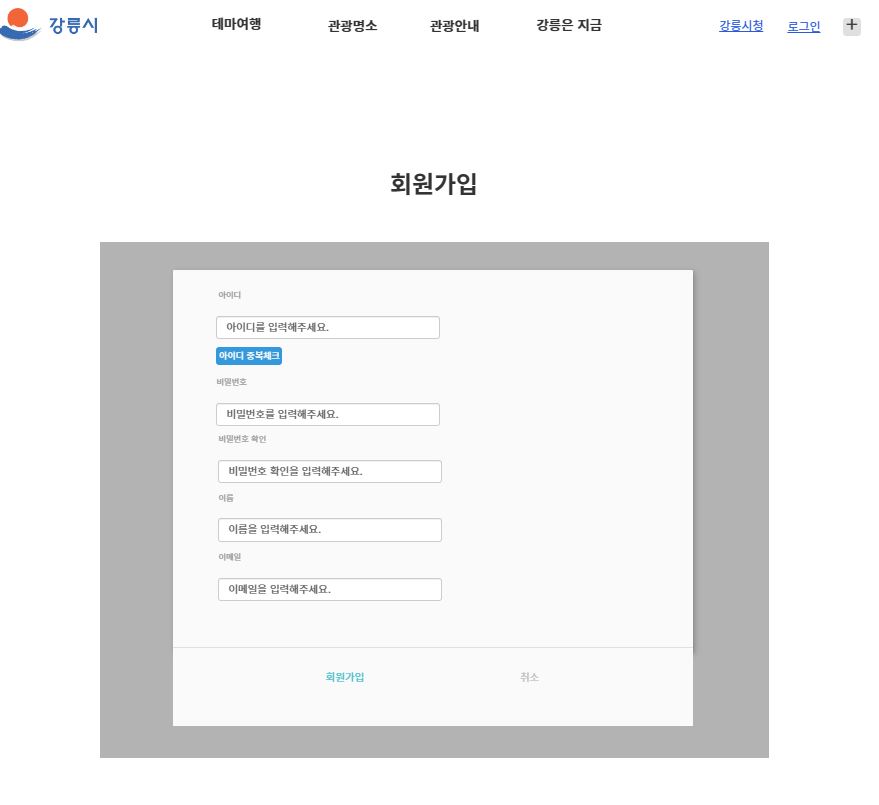 강릉시
테마여행
관광명소
관광안내
강릉은 지금
강릉시청
로그인
+
회원가입
아이디
아이디를 입력해주세요.
아이디 중복체크
비밀번호
비밀번호를 입력해주세요.
비밀번호 확인
비밀번호 확인을 입력해주세요.
이름
이름을 입력해주세요.
이메일
이메일을 입력해주세요.
회원가입
취소